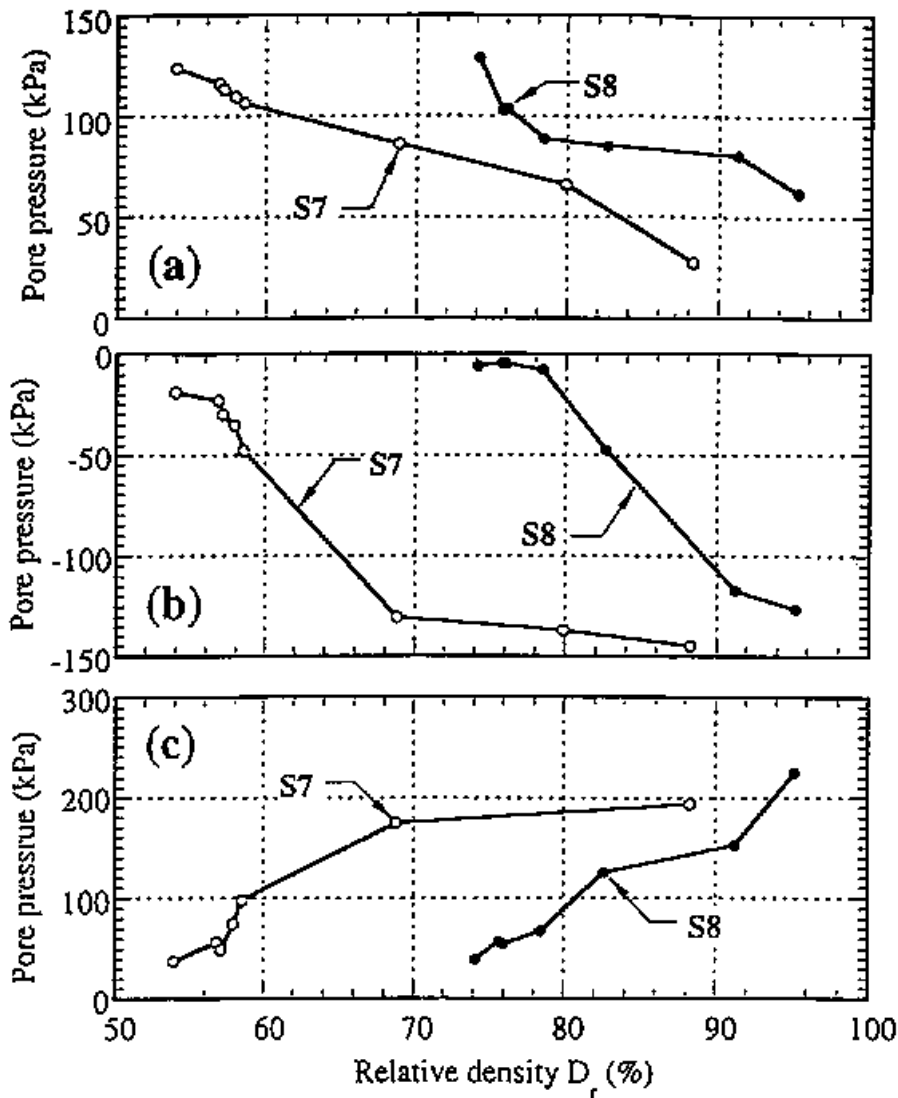 150
100
50
0
Pore pressure (kPa)
S8
S7
(a)
0
-50
-100
-150
Pore pressure (kPa)
S7
S8
(b)
300
200
100
0
Pore pressrue (kPa)
(c)
S7
S8
50 60 70 80 90 100
Relative density Dr (%)